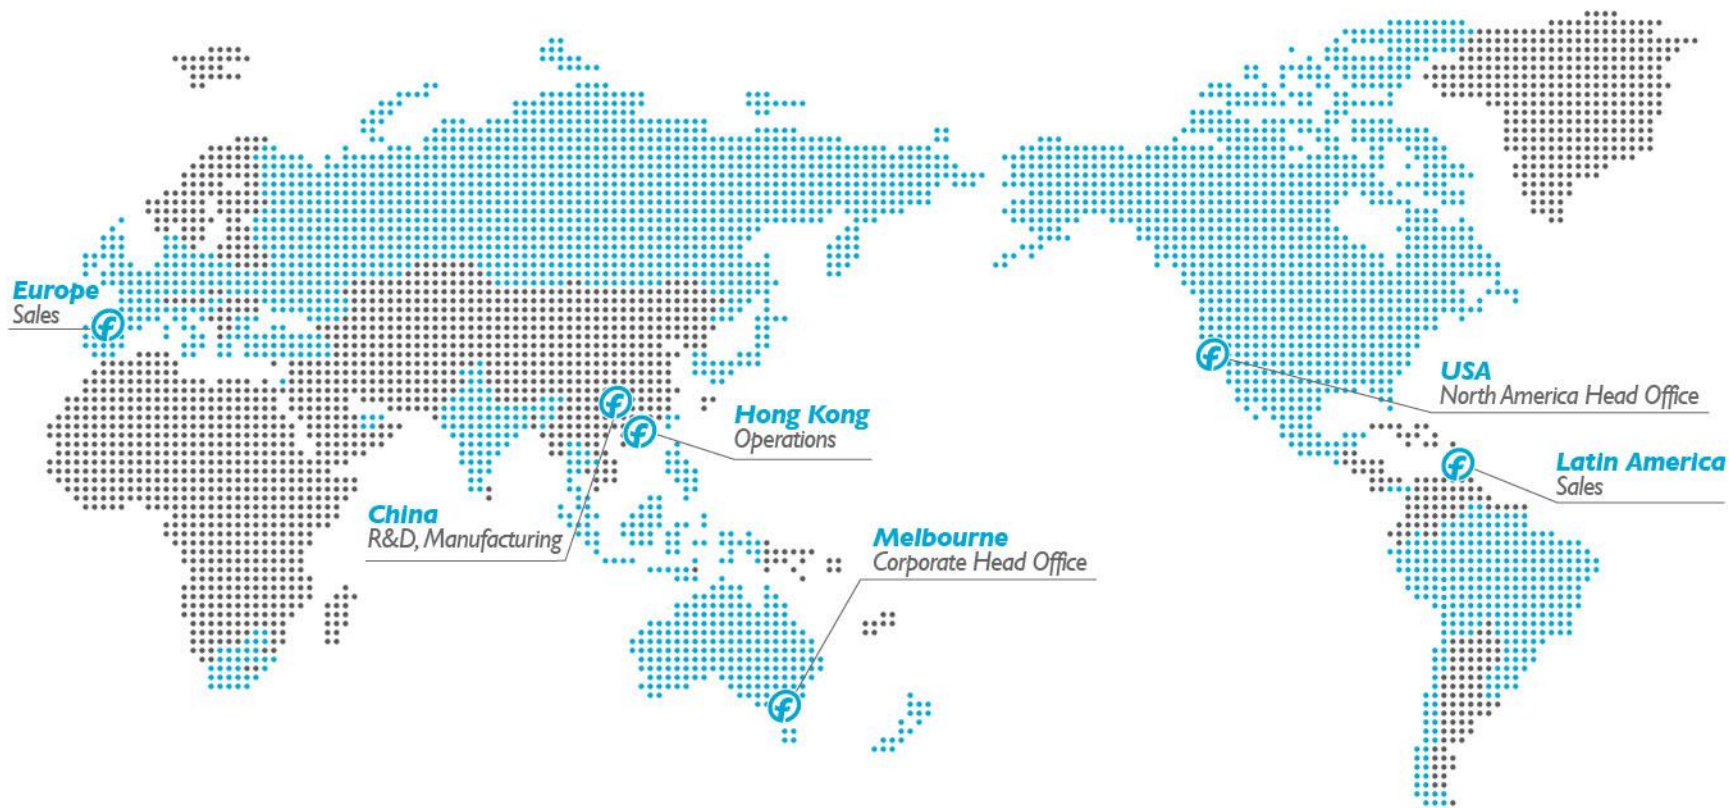 Europe
Sales
USA
North America Head Office
Hong Kong
Operations
Latin America
Sales
China
R&D, Manufacturing
Melbourne
Corporate Head Office